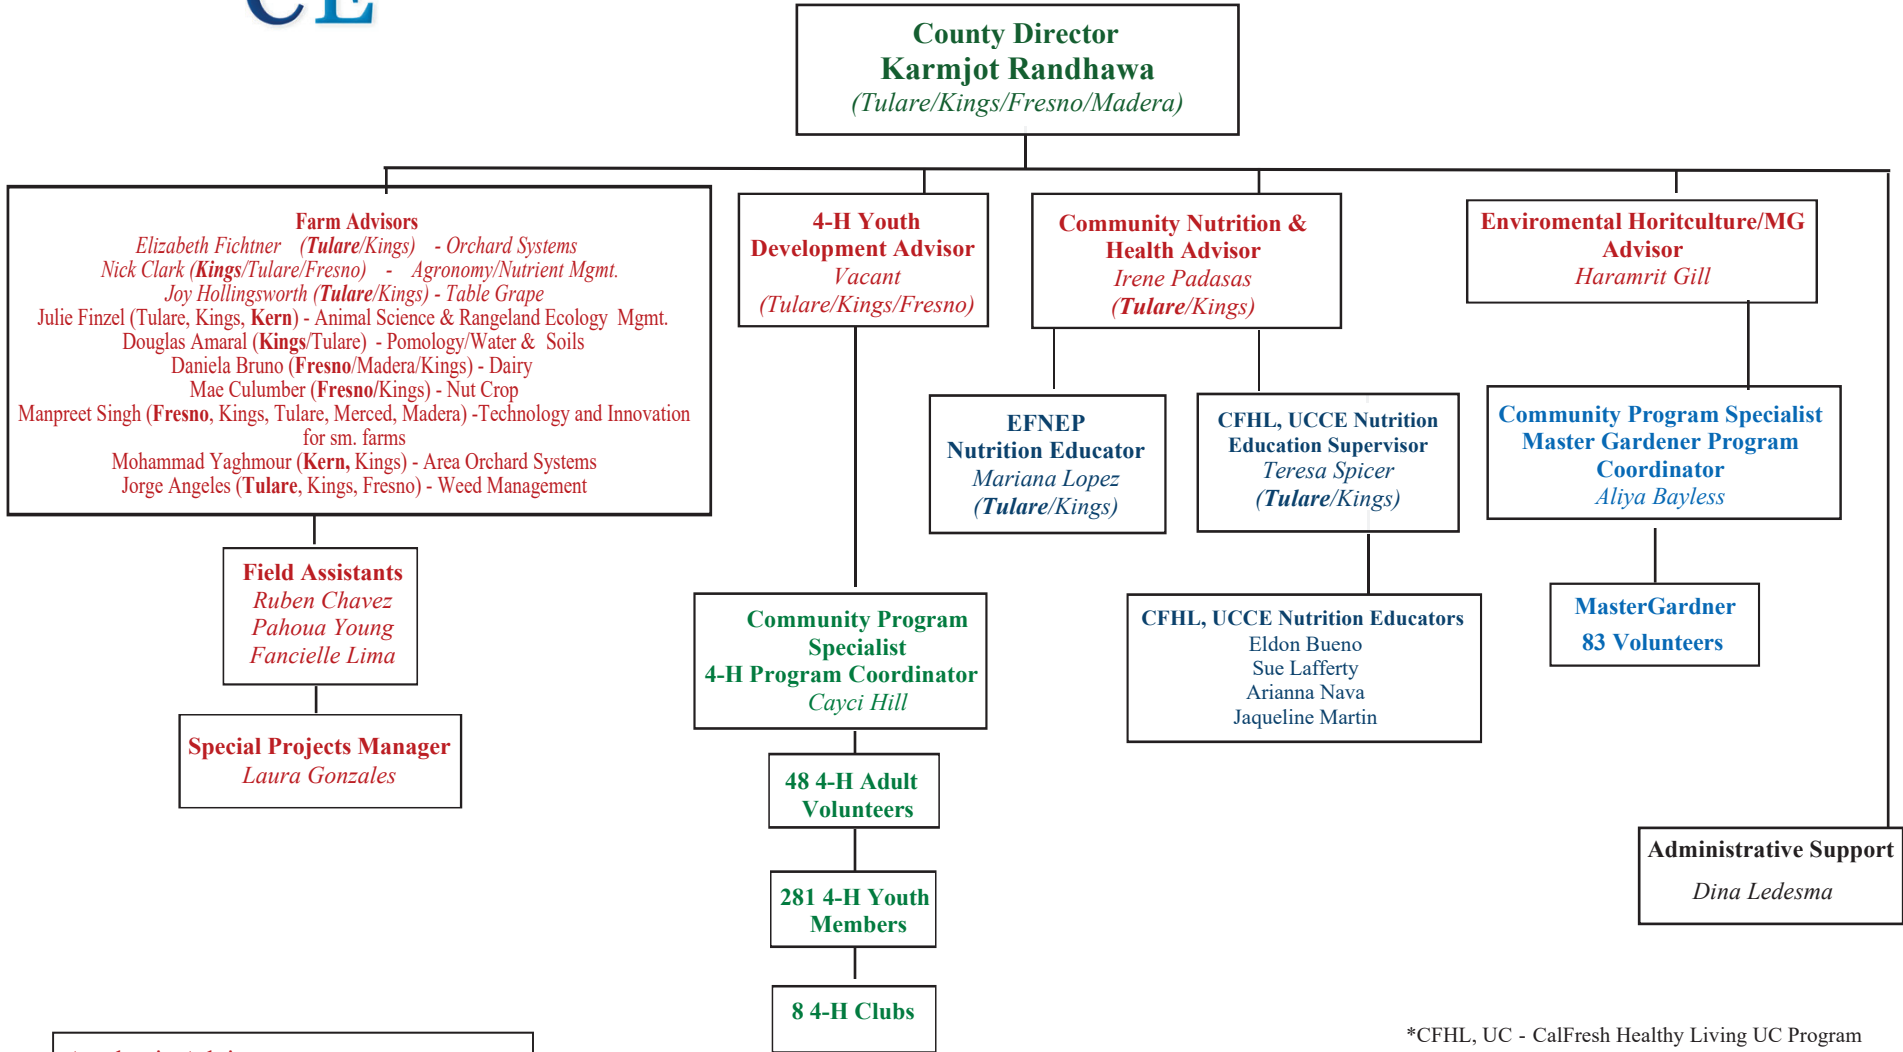 CE
County Director
Karmjot Randhawa
(Tulare/Kings/Fresno/Madera)
Farm Advisors
Elizabeth Fichtner (Tulare/Kings) - Orchard Systems
Nick Clark (Kings/Tulare/Fresno) - Agronomy/Nutrient Mgmt.
Joy Hollingsworth (Tulare/Kings) - Table Grape
Julie Finzel (Tulare, Kings, Kern) - Animal Science & Rangeland Ecology Mgmt.
Douglas Amaral (Kings/Tulare) - Pomology/Water & Soils
Daniela Bruno (Fresno/Madera/Kings) - Dairy
Mae Culumber (Fresno/Kings) - Nut Crop
Manpreet Singh (Fresno, Kings, Tulare, Merced, Madera) -Technology and Innovation
for sm. farms
Mohammad Yaghmour (Kern, Kings) - Area Orchard Systems
Jorge Angeles (Tulare, Kings, Fresno) - Weed Management
4-H Youth
Development Advisor
Vacant
(Tulare/Kings/Fresno)
Community Nutrition &
Health Advisor
Irene Padasas
(Tulare/Kings)
Enviromental Horitculture/MG
Advisor
Haramrit Gill
EFNEP
Nutrition Educator
Mariana Lopez
(Tulare/Kings)
CFHL, UCCE Nutrition
Education Supervisor
Teresa Spicer
(Tulare/Kings)
Community Program Specialist
Master Gardener Program
Coordinator
Aliya Bayless
Field Assistants
Ruben Chavez
Pahoua Young
Fancielle Lima
Special Projects Manager
Laura Gonzales
Community Program
Specialist
4-H Program Coordinator
Cayci Hill
CFHL, UCCE Nutrition Educators
Eldon Bueno
Sue Lafferty
Arianna Nava
Jaqueline Martin
MasterGardner
83 Volunteers
48 4-H Adult
Volunteers
281 4-H Youth
Members
8 4-H Clubs
Administrative Support
Dina Ledesma
*CFHL, UC - CalFresh Healthy Living UC Program